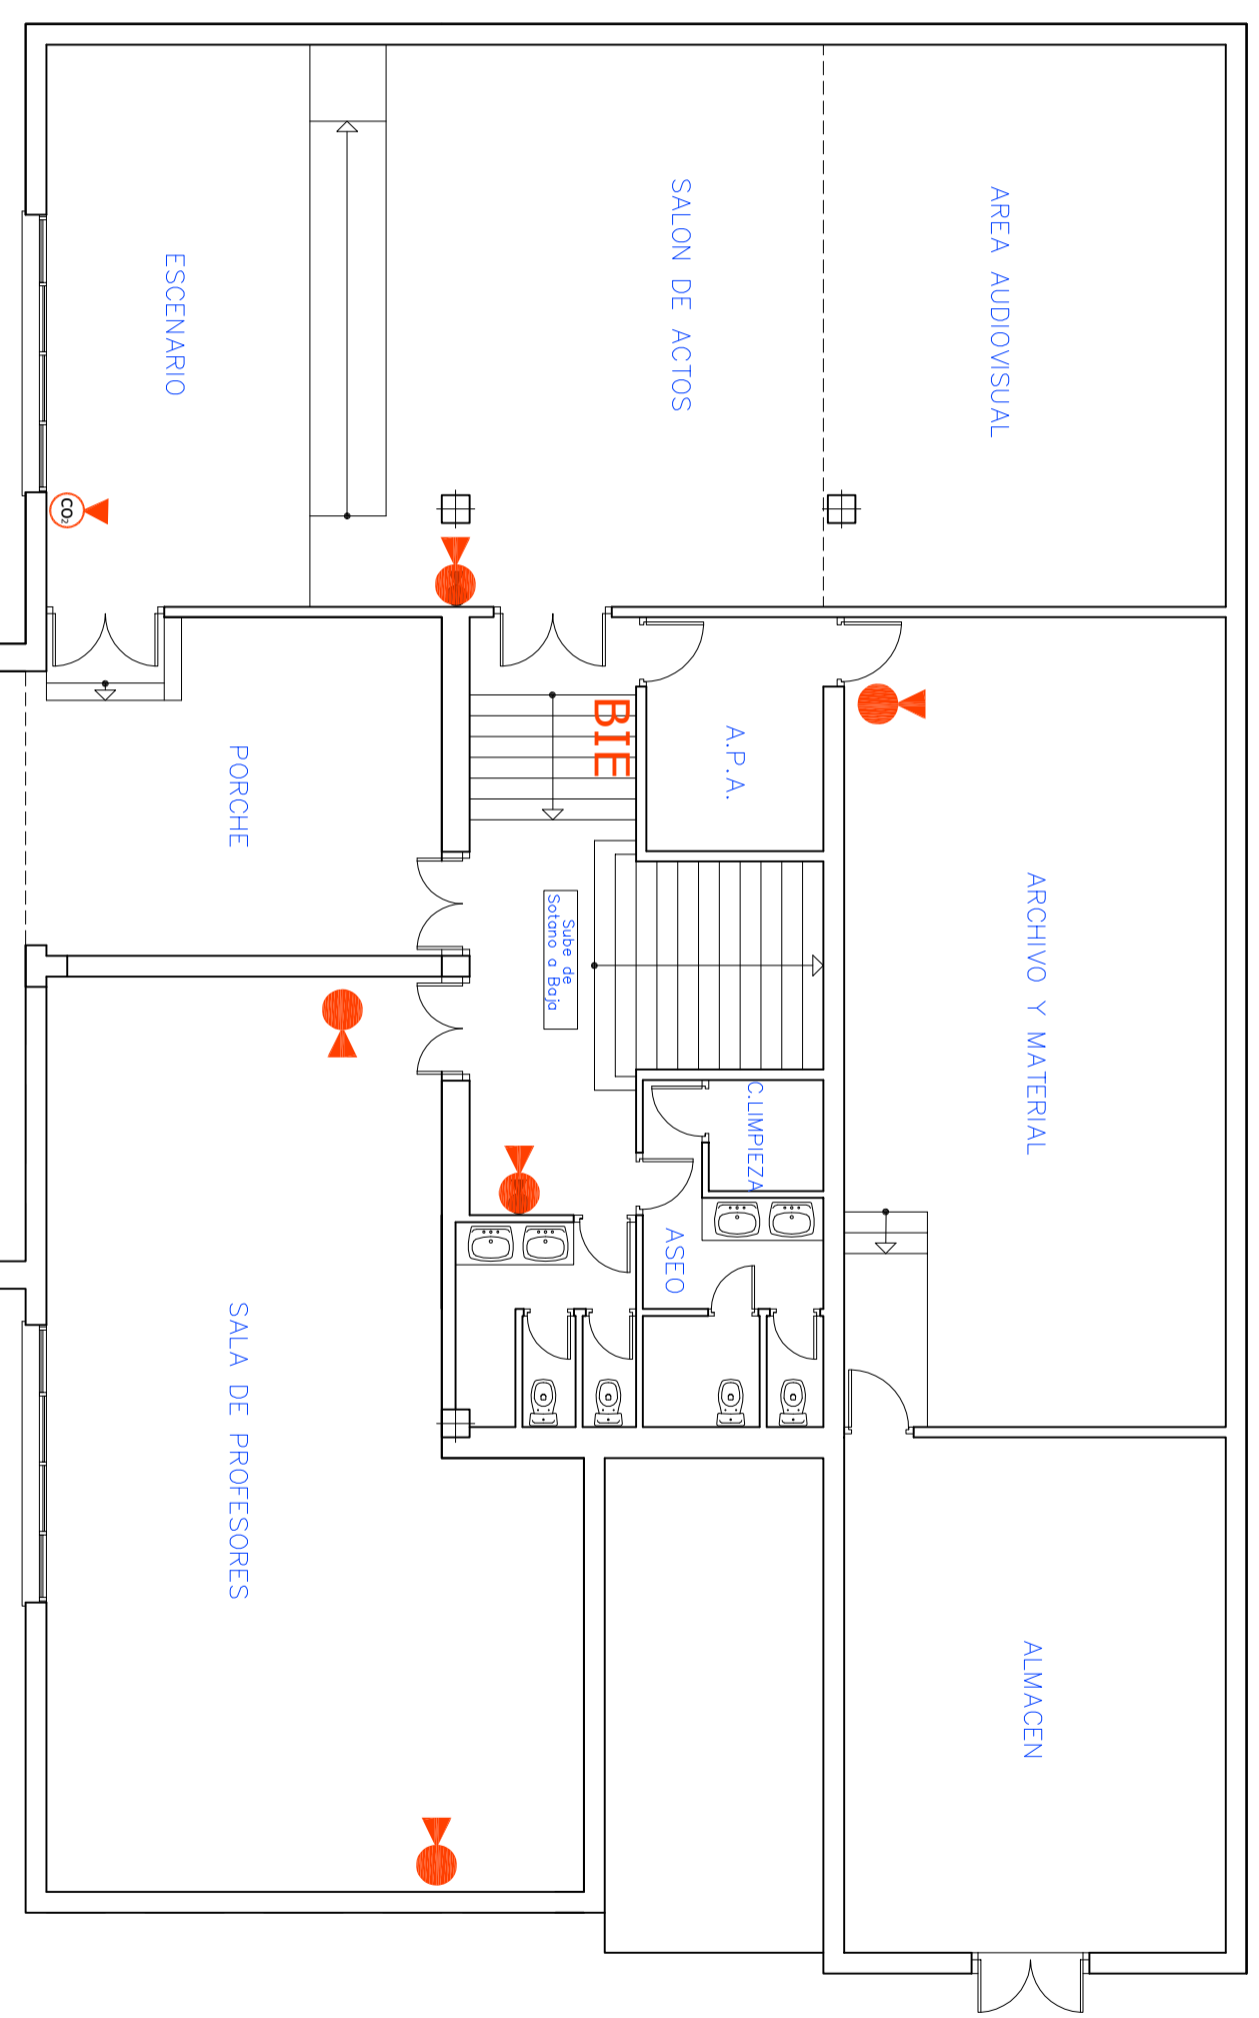 AREA AUDIOVISUAL
SALON DE ACTOS
ESCENARIO
CO₂
BIE
A.P.A.
PORCHE
ARCHIVO Y MATERIAL
Sube de
Sotano a Baja
C.LIMPIEZA
ASEO
SALA DE PROFESORES
ALMACEN